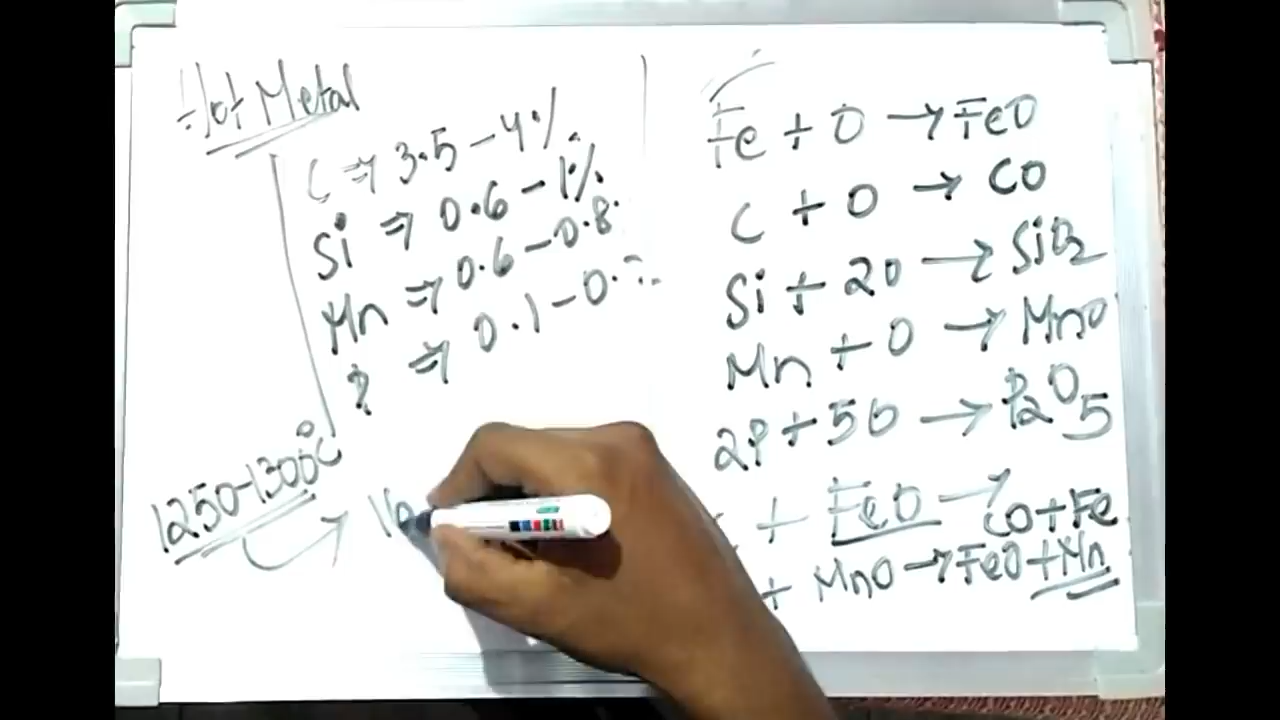 Hot Metal
C ⇒ 3.5 - 4%
Si ⇒ 0.6 - 1%
Mn ⇒ 0.6 - 0.8
P ⇒ 0.1 - 0.
1250-1300°C →
Fe + O → FeO
C + O → CO
Si + 2O → SiO2
Mn + O → MnO
2P + 5O → P2O5
+ FeO → CO + Fe
+ MnO → FeO + Mn